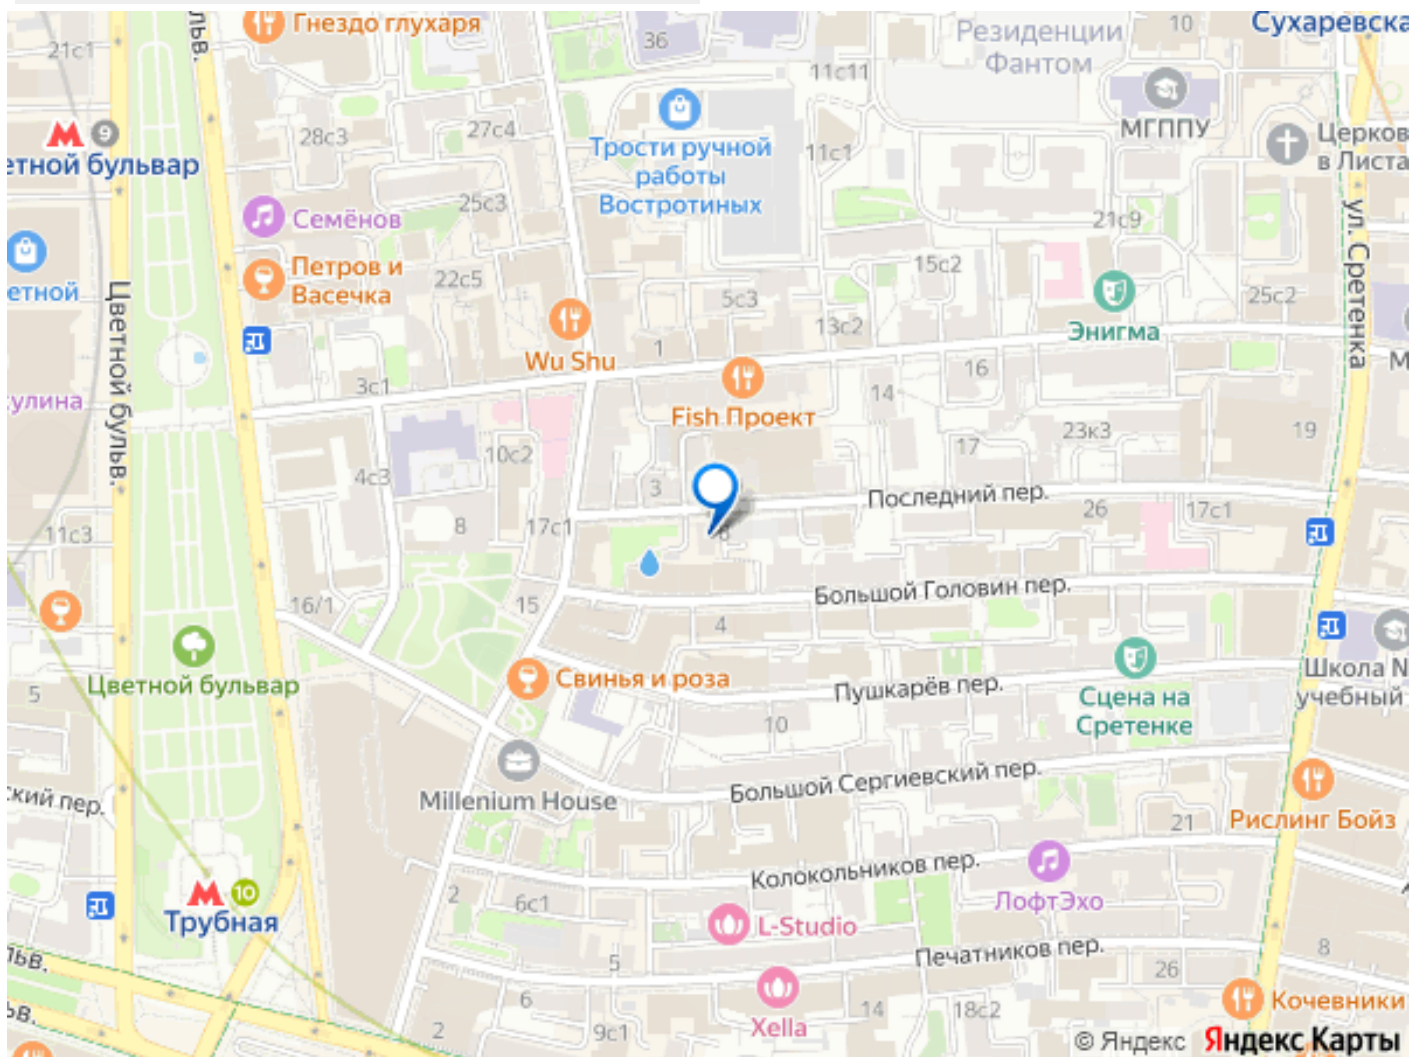 Гнездо глухаря
36
10
Сухаревска
Резиденции
Фантом
21с1
бульв.
11с11
9
28с3
27с4
МГППУ
Церков
в Листа
етной бульвар
Трости ручной
работы
Востротиных
11с1
Семёнов
25с3
21с9
ул. Сретенка
Петров и
Васечка
22с5
15с2
етной
Цветной бульв.
5с3
25с2
13с2
Энигма
Wu Shu
1
16
М
3с1
14
кулина
Fish Проект
23к3
19
10с2
17
4с3
3
Последний пер.
26
17с1
11с3
8
17с1
6
Большой Головин пер.
16/1
15
4
Цветной бульвар
Свинья и роза
Пушкарёв пер.
Сцена на
Сретенке
Школа N
учебный
5
10
Большой Сергиевский пер.
ский пер.
Millenium House
21
Рислинг Бойз
Колокольников пер.
10
Трубная
2
6с1
ЛофтЭхо
L-Studio
Печатников пер.
8
льв.
5
26
6
Xella
14
18с2
Кочевники
ьв.
2
9с1
© Яндекс Яндекс Карты